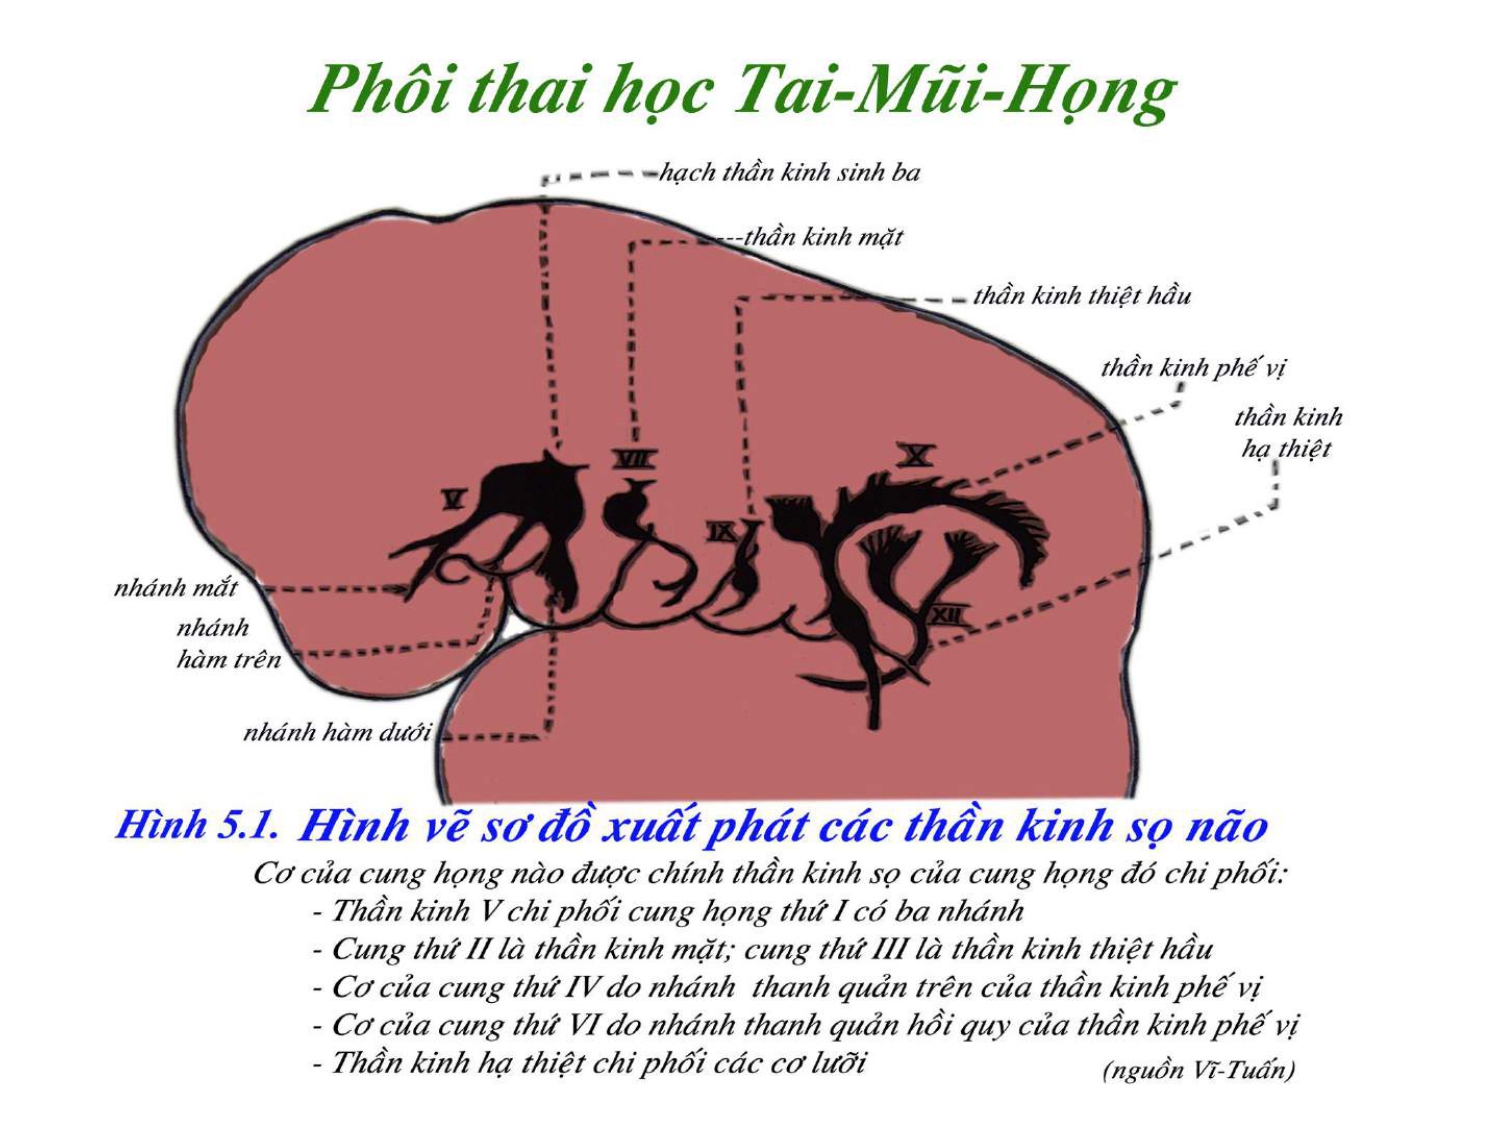 Phôi thai học Tai-Mũi-Họng
hạch thần kinh sinh ba
thần kinh mặt
thần kinh thiệt hầu
thần kinh phế vị
thần kinh
hạ thiệt
X
VII
V
IX
XII
nhánh mắt
nhánh
hàm trên
nhánh hàm dưới
Hình 5.1. Hình vẽ sơ đồ xuất phát các thần kinh sọ não
Cơ của cung họng nào được chính thần kinh sọ của cung họng đó chi phối:
- Thần kinh V chi phối cung họng thứ I có ba nhánh
- Cung thứ II là thần kinh mặt; cung thứ III là thần kinh thiệt hầu
- Cơ của cung thứ IV do nhánh thanh quản trên của thần kinh phế vị
- Cơ của cung thứ VI do nhánh thanh quản hồi quy của thần kinh phế vị
- Thần kinh hạ thiệt chi phối các cơ lưỡi
(nguồn Vĩ-Tuấn)